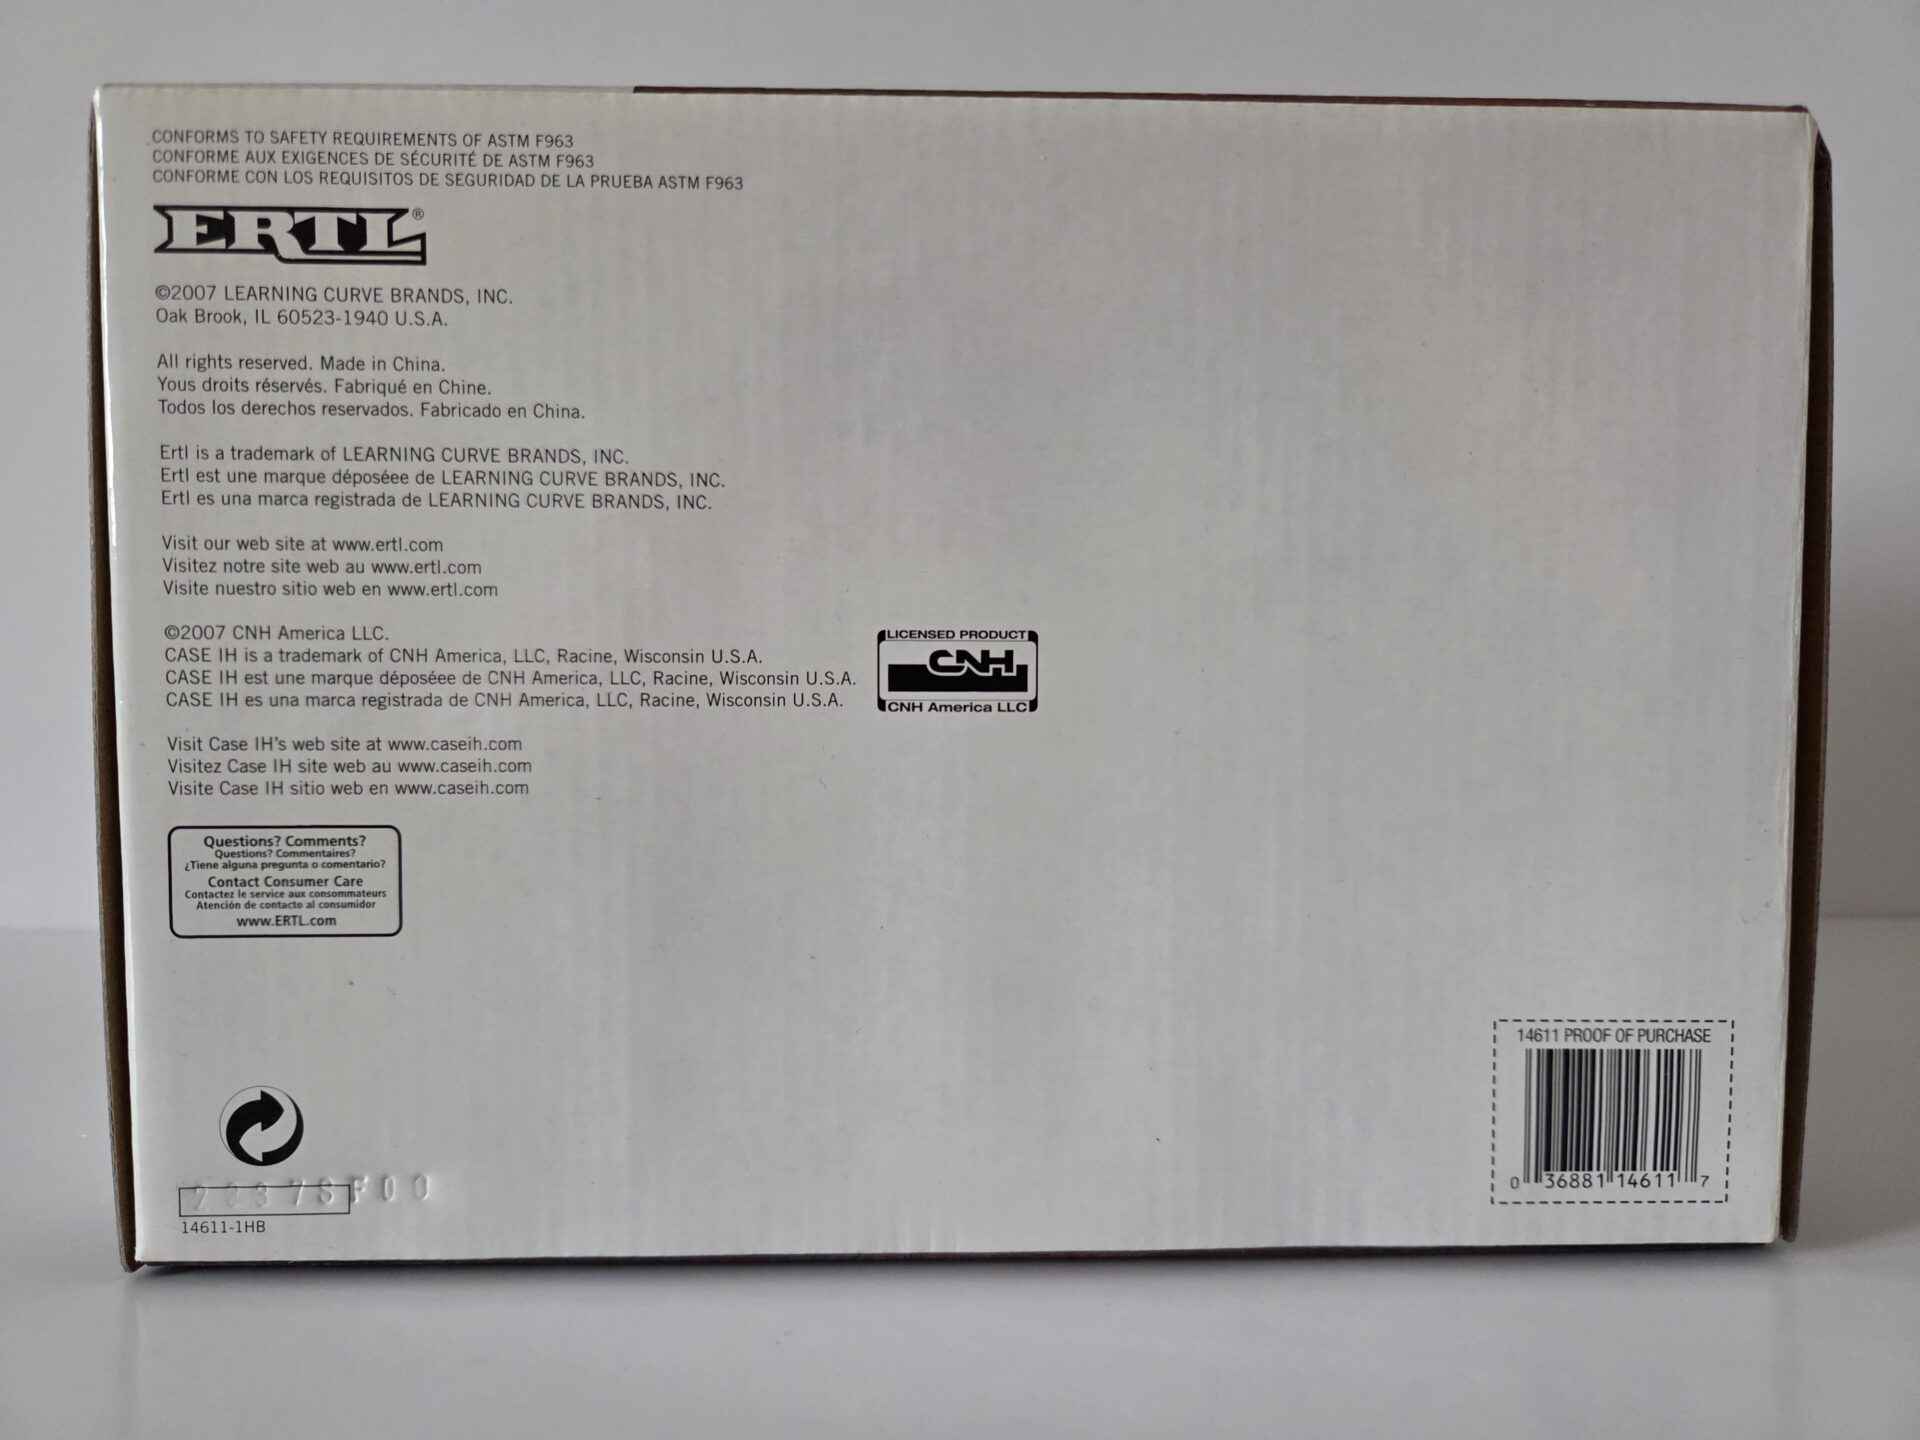 CONFORMS TO SAFETY REQUIREMENTS OF ASTM F963
CONFORME AUX EXIGENCES DE SÉCURITÉ DE ASTM F963
CONFORME CON LOS REQUISITOS DE SEGURIDAD DE LA PRUEBA ASTM F963
ERTL®
©2007 LEARNING CURVE BRANDS, INC.
Oak Brook, IL 60523-1940 U.S.A.
All rights reserved. Made in China.
Yous droits réservés. Fabriqué en Chine.
Todos los derechos reservados. Fabricado en China.
Ertl is a trademark of LEARNING CURVE BRANDS, INC.
Ertl est une marque déposéee de LEARNING CURVE BRANDS, INC.
Ertl es una marca registrada de LEARNING CURVE BRANDS, INC.
Visit our web site at www.ertl.com
Visitez notre site web au www.ertl.com
Visite nuestro sitio web en www.ertl.com
©2007 CNH America LLC.
CASE IH is a trademark of CNH America, LLC, Racine, Wisconsin U.S.A.
CASE IH est une marque déposéee de CNH America, LLC, Racine, Wisconsin U.S.A.
CASE IH es una marca registrada de CNH America, LLC, Racine, Wisconsin U.S.A.
LICENSED PRODUCT
CNH
CNH America LLC
Visit Case IH's web site at www.caseih.com
Visitez Case IH site web au www.caseih.com
Visite Case IH sitio web en www.caseih.com
Questions? Comments?
Questions? Commentaires?
¿Tiene alguna pregunta o comentario?
Contact Consumer Care
Contactez le service aux consommateurs
Atención de contacto al consumidor
www.ERTL.com
14611-1HB
14611 PROOF OF PURCHASE
0 36881 14611 7